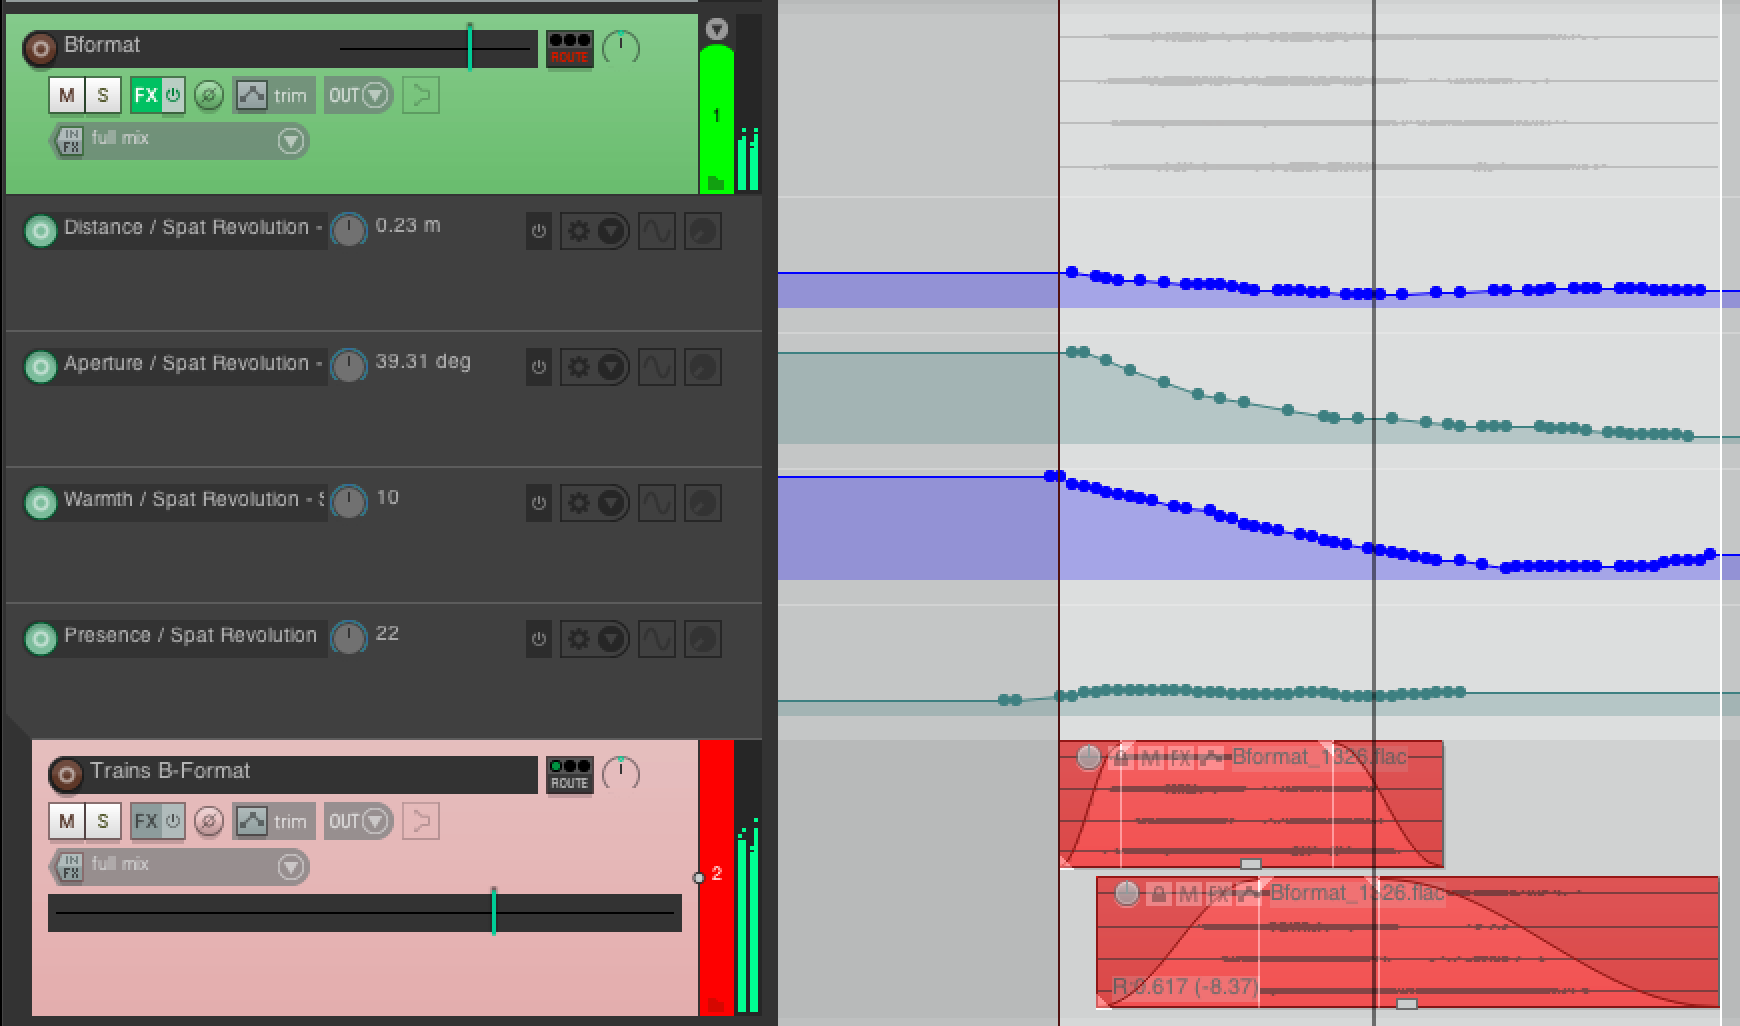 Bformat
ROUTE
M S FX trim OUT
1
IN FX full mix
Distance / Spat Revolution - 0.23 m
Aperture / Spat Revolution - 39.31 deg
Warmth / Spat Revolution - 10
Presence / Spat Revolution 22
Trains B-Format
ROUTE
M S FX trim OUT
IN FX full mix
2
M FX Bformat_1326.flac
M FX Bformat_1326.flac
R:0.617 (-8.37)